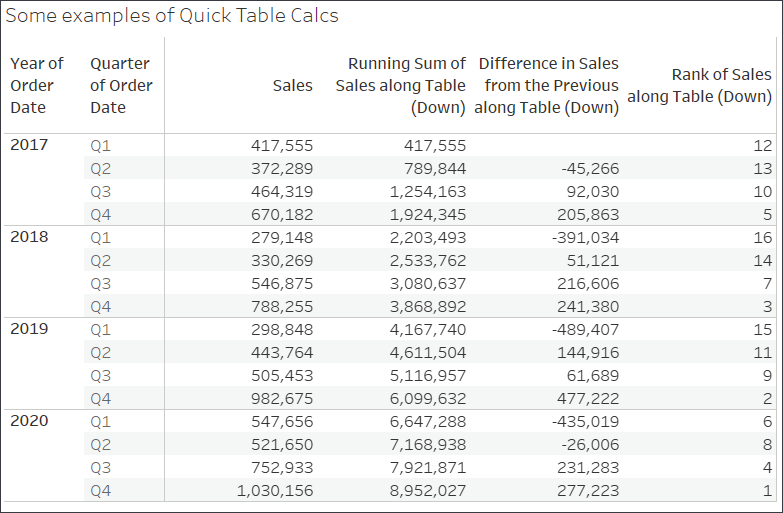 Some examples of Quick Table Calcs
Year of Order Date Quarter of Order Date Sales Running Sum of Sales along Table (Down) Difference in Sales from the Previous along Table (Down) Rank of Sales along Table (Down)
2017 Q1 417,555 417,555 12
Q2 372,289 789,844 -45,266 13
Q3 464,319 1,254,163 92,030 10
Q4 670,182 1,924,345 205,863 5
2018 Q1 279,148 2,203,493 -391,034 16
Q2 330,269 2,533,762 51,121 14
Q3 546,875 3,080,637 216,606 7
Q4 788,255 3,868,892 241,380 3
2019 Q1 298,848 4,167,740 -489,407 15
Q2 443,764 4,611,504 144,916 11
Q3 505,453 5,116,957 61,689 9
Q4 982,675 6,099,632 477,222 2
2020 Q1 547,656 6,647,288 -435,019 6
Q2 521,650 7,168,938 -26,006 8
Q3 752,933 7,921,871 231,283 4
Q4 1,030,156 8,952,027 277,223 1